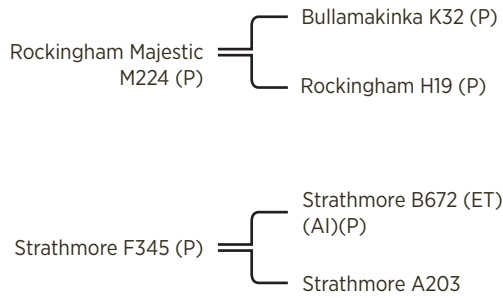 Bullamakinka K32 (P)
Rockingham Majestic
M224 (P)
Rockingham H19 (P)
Strathmore B672 (ET)
(AI)(P)
Strathmore F345 (P)
Strathmore A203